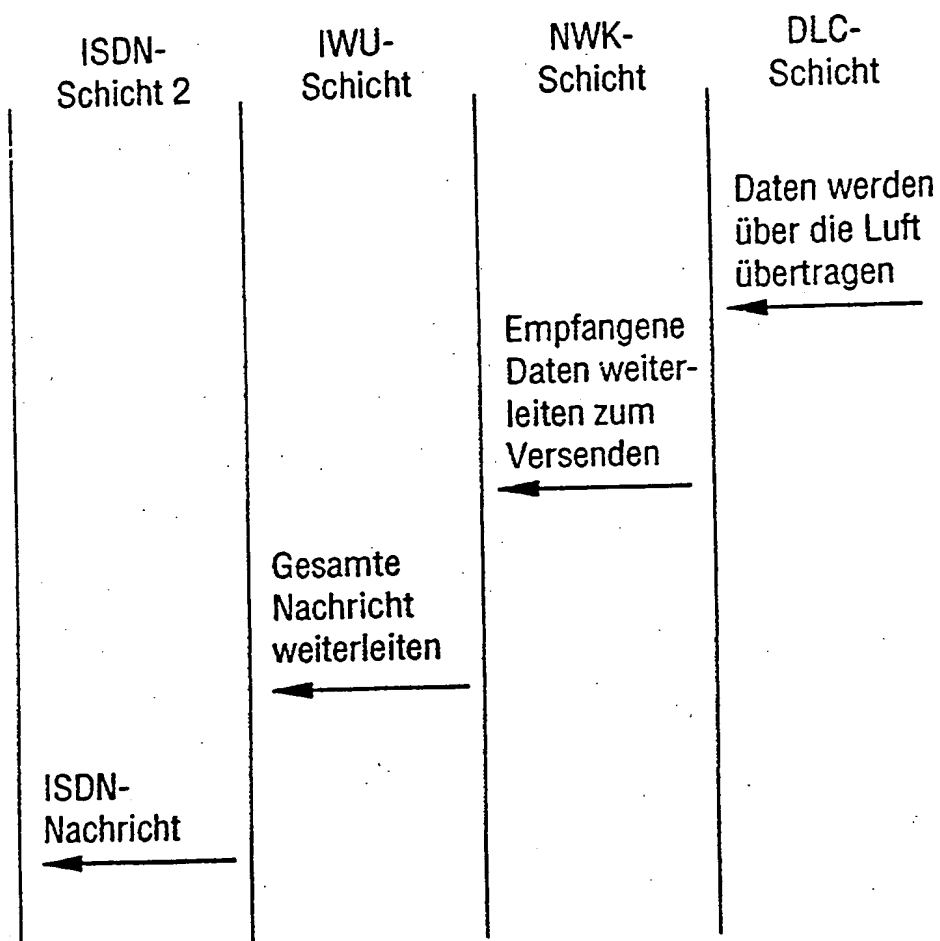 ISDN-
Schicht 2
IWU-
Schicht
NWK-
Schicht
DLC-
Schicht
Daten werden
über die Luft
übertragen
Empfangene
Daten weiter-
leiten zum
Versenden
Gesamte
Nachricht
weiterleiten
ISDN-
Nachricht